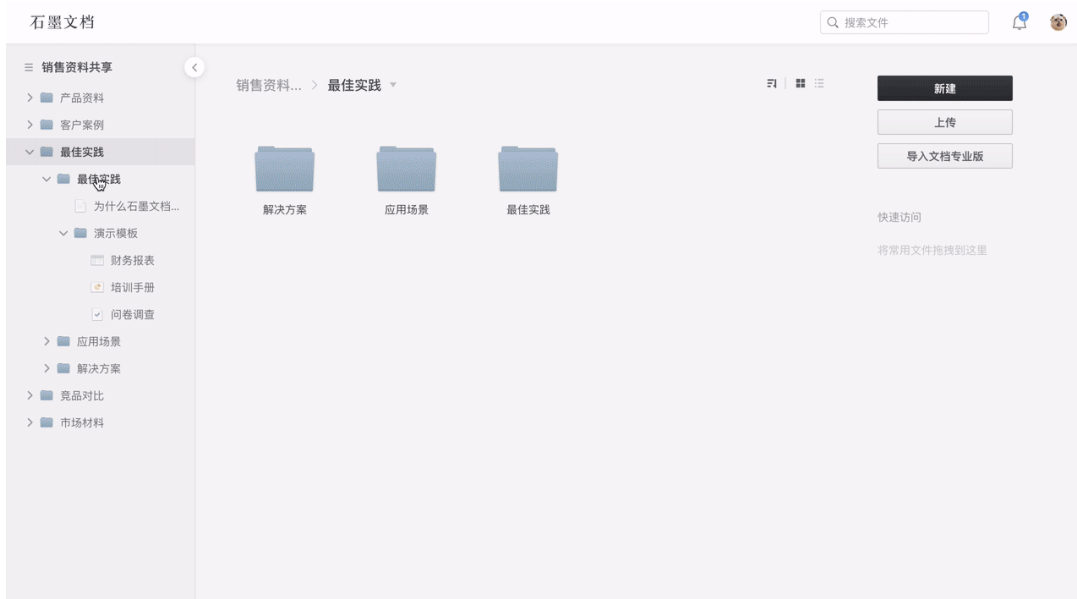 石墨文档
搜索文件
1
销售资料共享
产品资料
客户案例
最佳实践
最佳实践
为什么石墨文档...
演示模板
财务报表
培训手册
问卷调查
应用场景
解决方案
竞品对比
市场材料
销售资料... 最佳实践
解决方案
应用场景
最佳实践
新建
上传
导入文档专业版
快速访问
将常用文件拖拽到这里